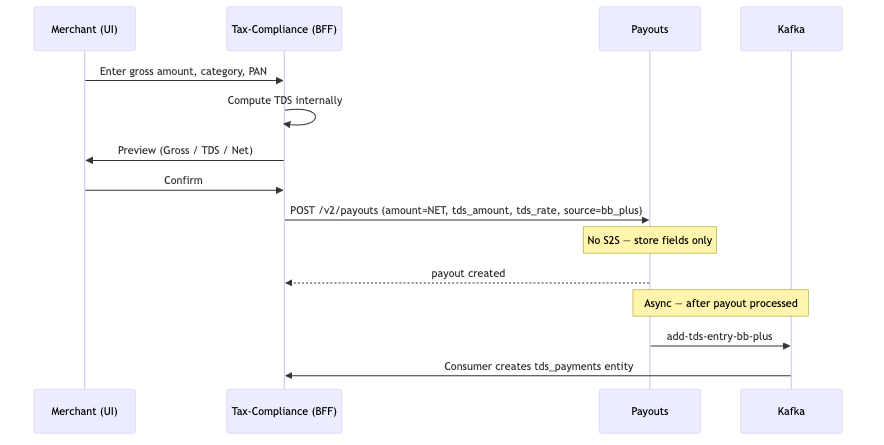 Merchant (UI)
Tax-Compliance (BFF)
Payouts
Kafka
Enter gross amount, category, PAN
Compute TDS internally
Preview (Gross / TDS / Net)
Confirm
POST /v2/payouts (amount=NET, tds_amount, tds_rate, source=bb_plus)
No S2S — store fields only
payout created
Async — after payout processed
add-tds-entry-bb-plus
Consumer creates tds_payments entity
Merchant (UI)
Tax-Compliance (BFF)
Payouts
Kafka